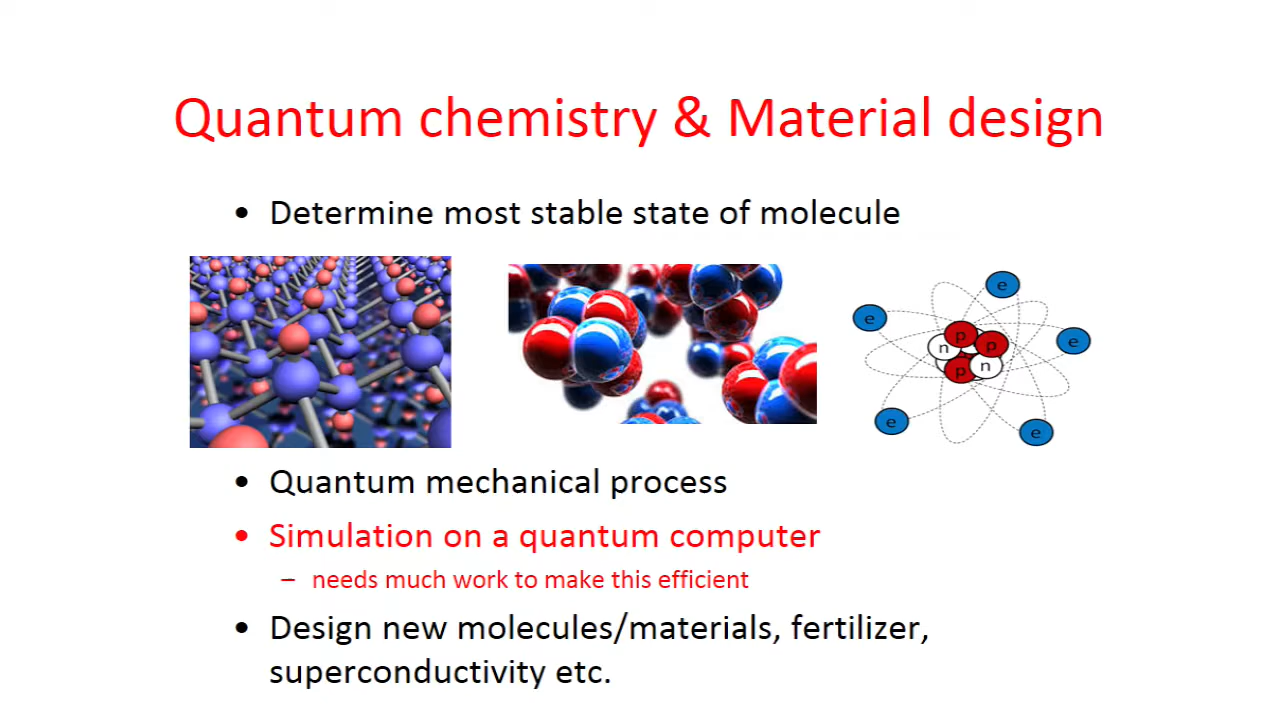 Quantum chemistry & Material design
• Determine most stable state of molecule
e
e
e
p
n
p
p
n
e
e
• Quantum mechanical process
• Simulation on a quantum computer
– needs much work to make this efficient
• Design new molecules/materials, fertilizer,
superconductivity etc.